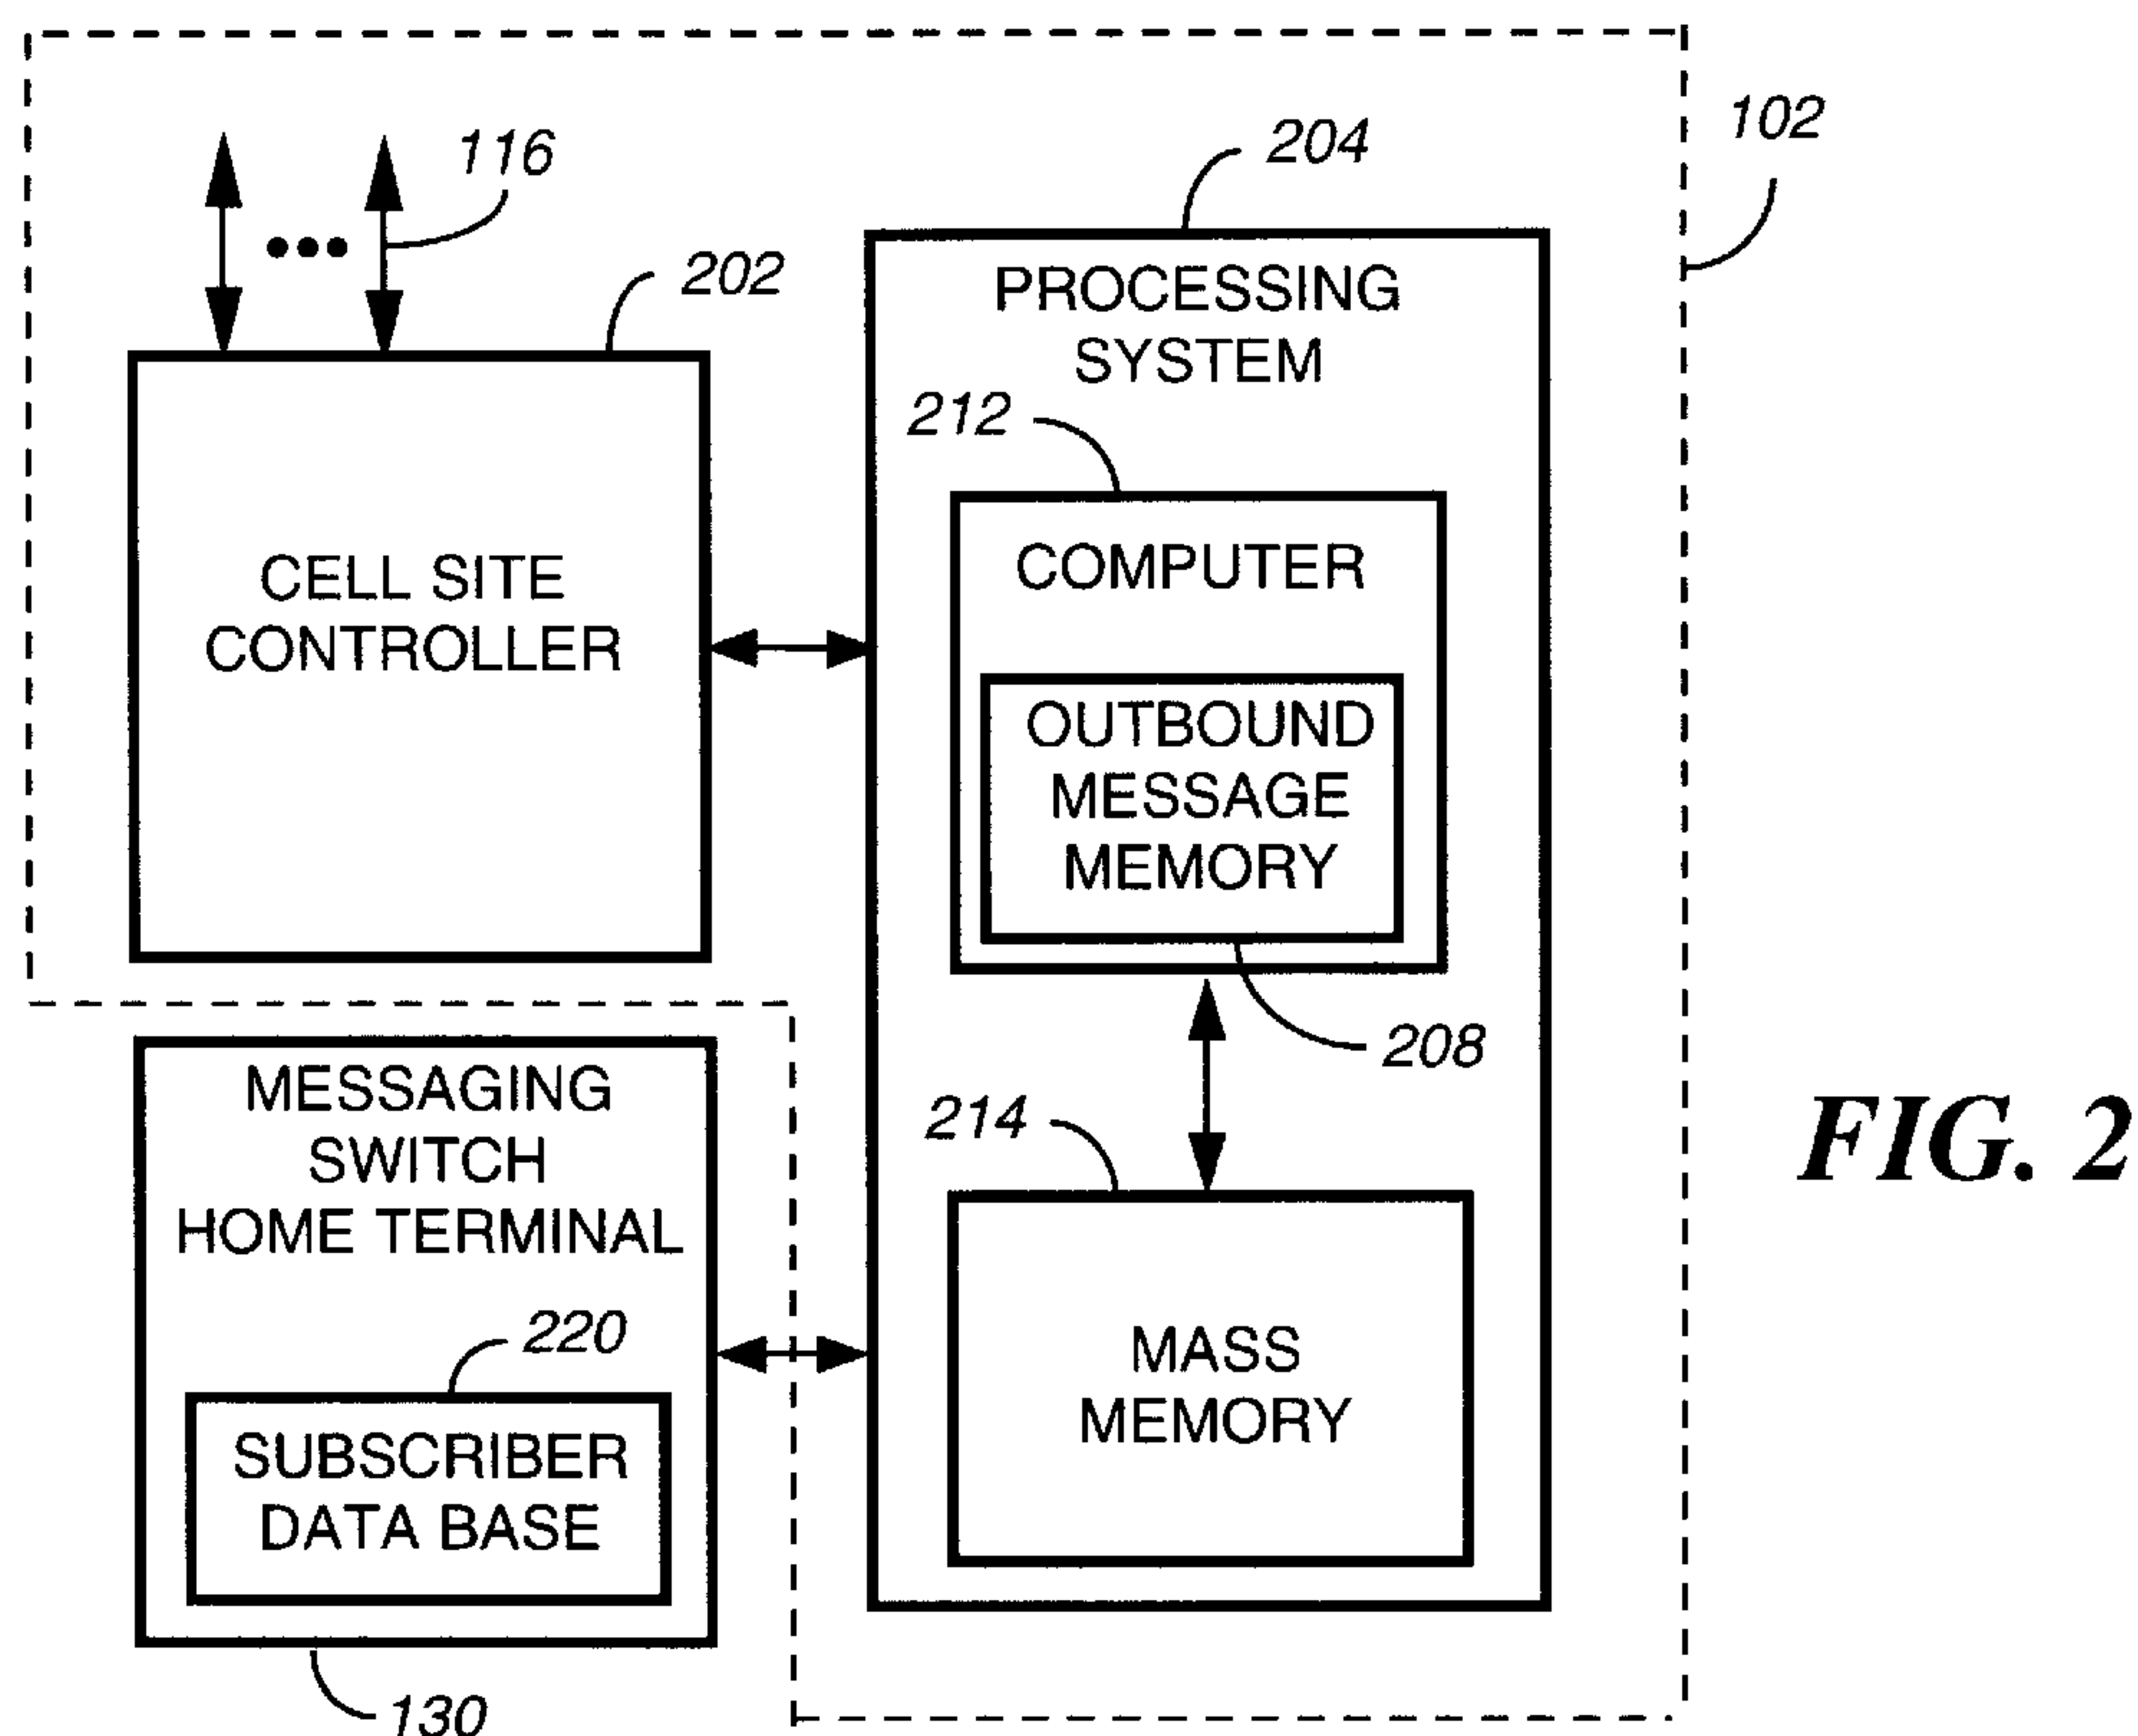 102
116
204
202
PROCESSING
SYSTEM
212
CELL SITE
CONTROLLER
COMPUTER
OUTBOUND
MESSAGE
MEMORY
208
MESSAGING
SWITCH
HOME TERMINAL
214
FIG. 2
220
SUBSCRIBER
DATA BASE
MASS
MEMORY
130